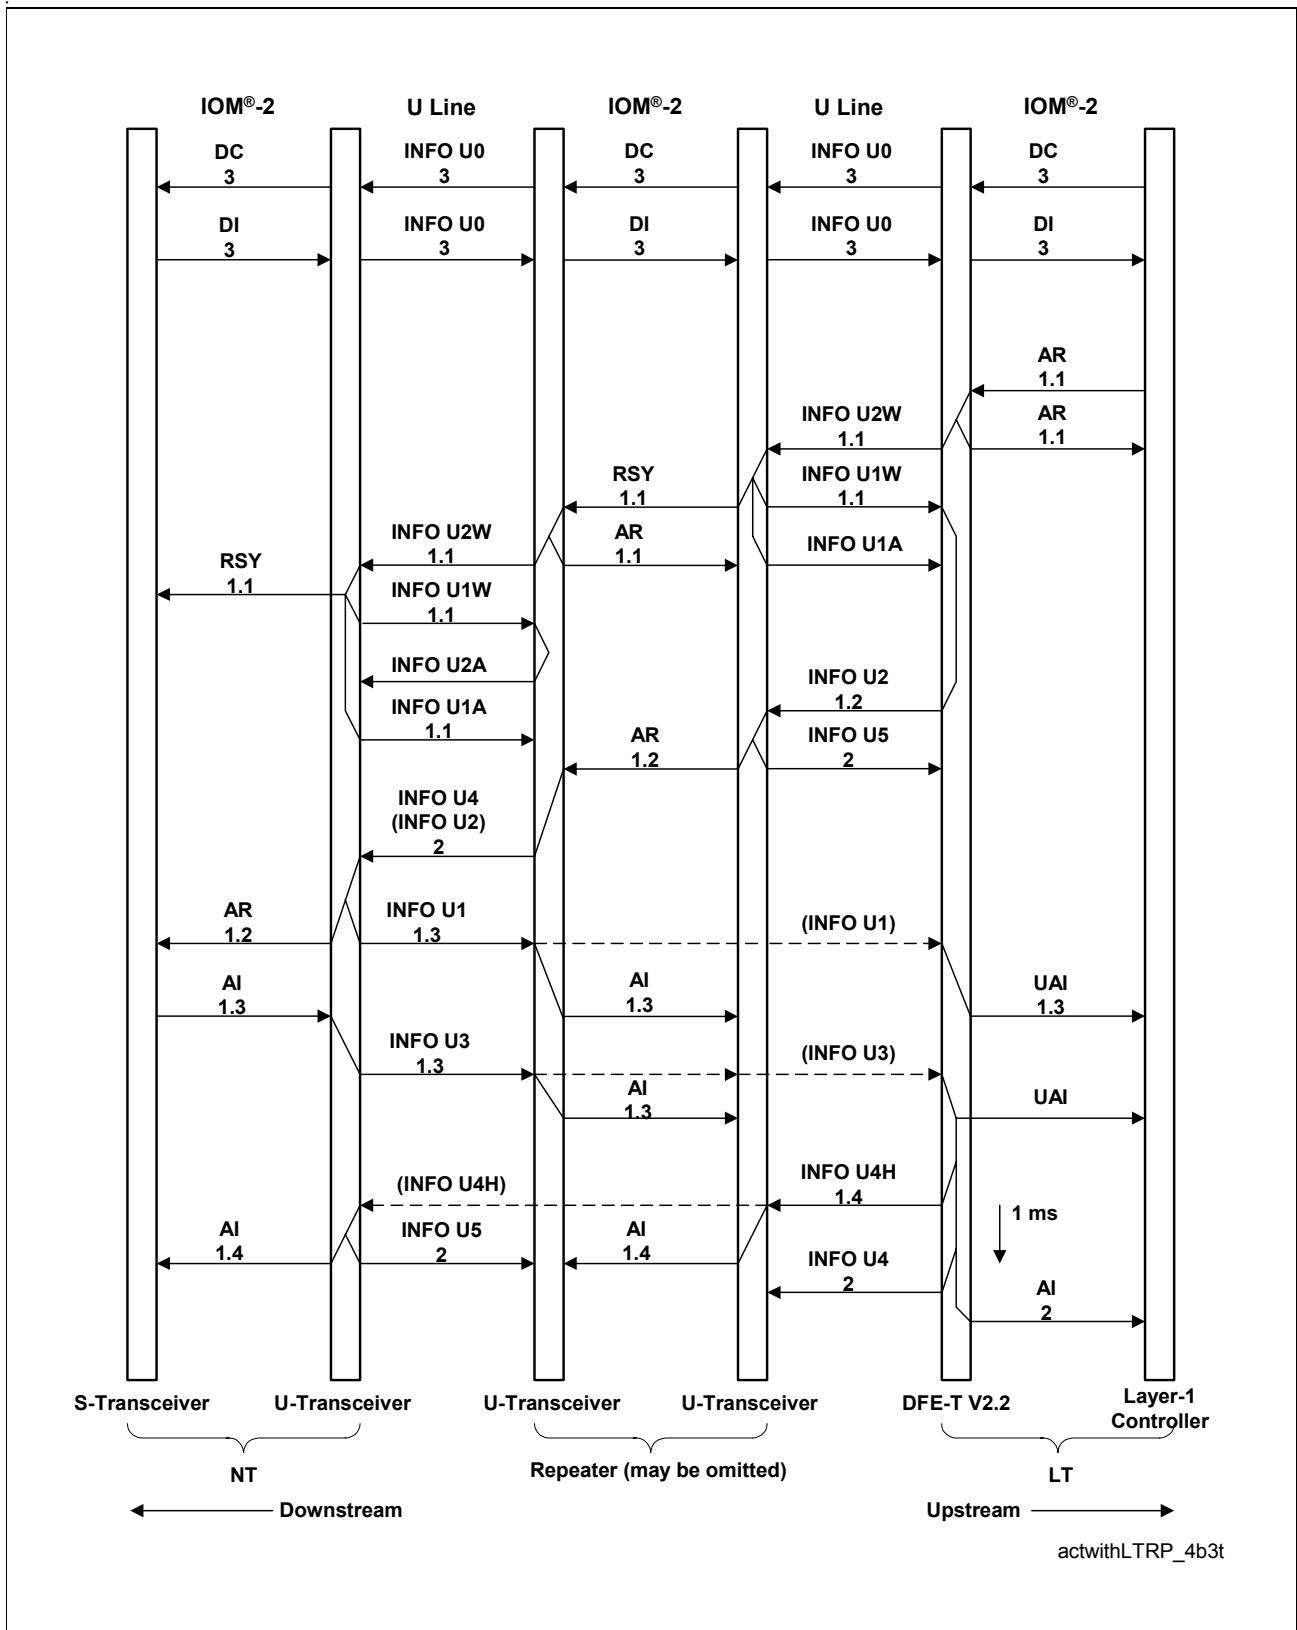 IOM®-2
U Line
IOM®-2
U Line
IOM®-2
DC
3
INFO U0
3
DC
3
INFO U0
3
DC
3
DI
3
INFO U0
3
DI
3
INFO U0
3
DI
3
AR
1.1
INFO U2W
1.1
AR
1.1
RSY
1.1
INFO U1W
1.1
INFO U2W
1.1
AR
1.1
INFO U1A
RSY
1.1
INFO U1W
1.1
INFO U2A
INFO U2
1.2
INFO U1A
1.1
AR
1.2
INFO U5
2
INFO U4
(INFO U2)
2
AR
1.2
INFO U1
1.3
(INFO U1)
AI
1.3
AI
1.3
UAI
1.3
INFO U3
1.3
(INFO U3)
AI
1.3
UAI
(INFO U4H)
INFO U4H
1.4
1 ms
AI
1.4
INFO U5
2
AI
1.4
INFO U4
2
AI
2
S-Transceiver
U-Transceiver
U-Transceiver
U-Transceiver
DFE-T V2.2
Layer-1
Controller
NT
Repeater (may be omitted)
LT
Downstream
Upstream
actwithLTRP_4b3t